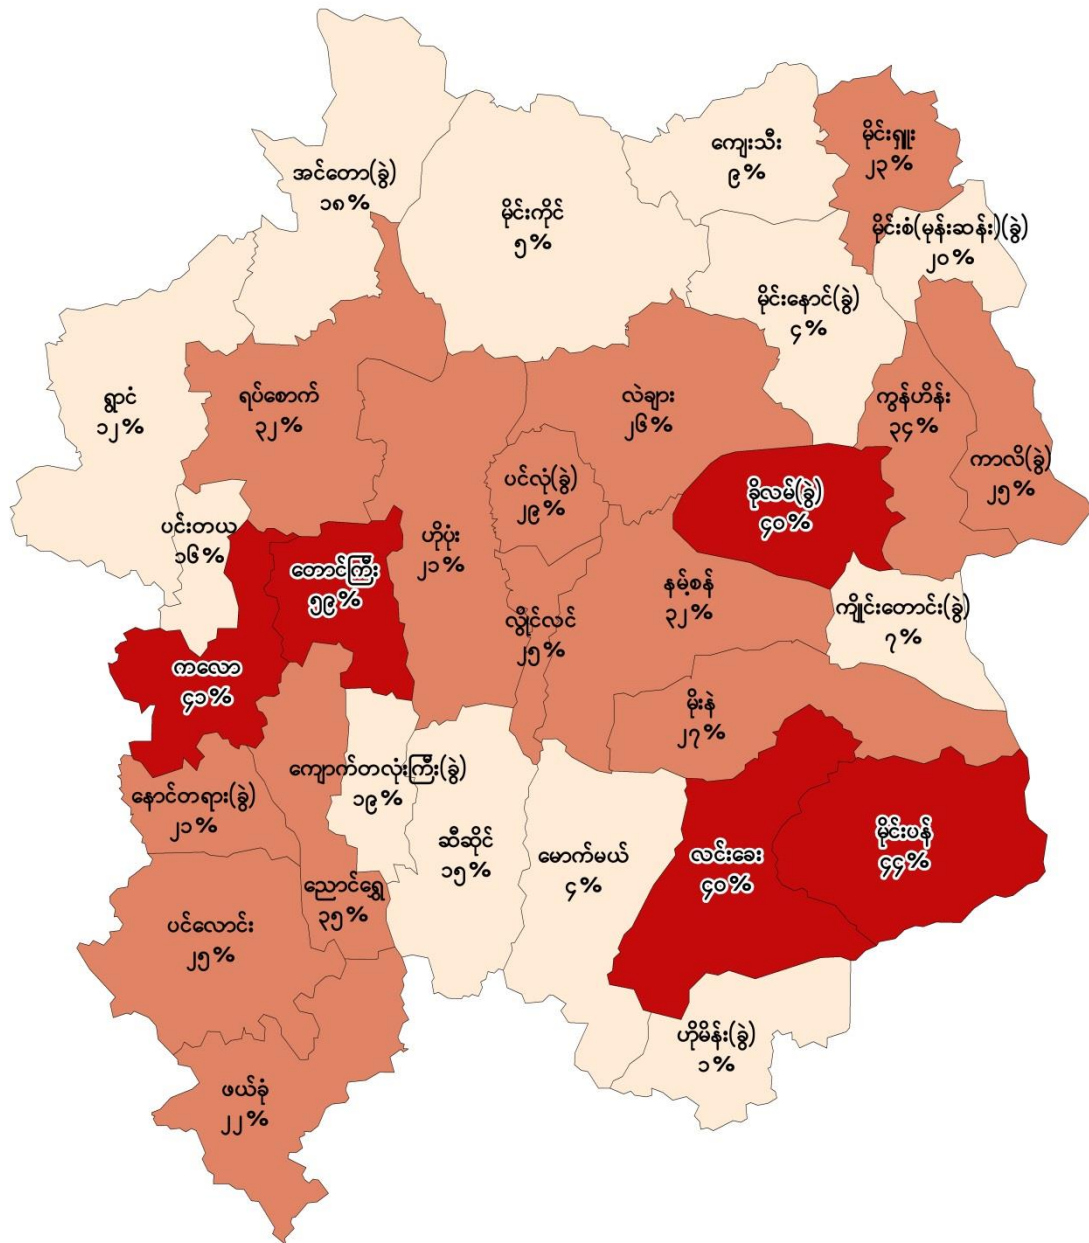 ကျေးသီး
၉%
မိုင်းရှူး
၂၃%
အင်တော(ခွဲ)
၁၈%
မိုင်းကိုင်
၅%
မိုင်းစံ(မုန်းဆန်း)(ခွဲ)
၂၀%
မိုင်းနောင်(ခွဲ)
၄%
ရွာငံ
၁၂%
ရပ်စောက်
၃၂%
လဲချား
၂၆%
ကွန်ဟိန်း
၃၄%
ကာလိ(ခွဲ)
၂၅%
ပင်လုံ(ခွဲ)
၂၉%
ခိုလမ်(ခွဲ)
၄၀%
ပင်းတယ
၁၆%
ဟိုပုံး
၂၁%
တောင်ကြီး
၅၉%
နမ့်စန်
၃၂%
ကျိုင်းတောင်း(ခွဲ)
၇%
လွိုင်လင်
၂၅%
ကလော
၄၁%
မိုးနဲ
၂၇%
ကျောက်တလုံးကြီး(ခွဲ)
၁၉%
နောင်တရား(ခွဲ)
၂၁%
ဆီဆိုင်
၁၅%
မောက်မယ်
၄%
လင်းခေး
၄၀%
မိုင်းပန်
၄၄%
ညောင်ရွှေ
၃၅%
ပင်လောင်း
၂၅%
ဟိုမိန်း(ခွဲ)
၁%
ဖယ်ခုံ
၂၂%